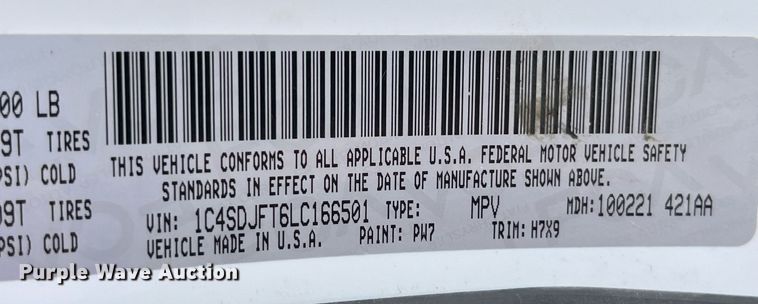 00 LB
9T TIRES
PSI) COLD
09T TIRES
PSI) COLD
THIS VEHICLE CONFORMS TO ALL APPLICABLE U.S.A. FEDERAL MOTOR VEHICLE SAFETY
STANDARDS IN EFFECT ON THE DATE OF MANUFACTURE SHOWN ABOVE.
VIN: 1C4SDJFT6LC166501 TYPE: MPV MDH: 100221 421AA
VEHICLE MADE IN U.S.A. PAINT: PW7 TRIM: H7X9
Purple Wave Auction